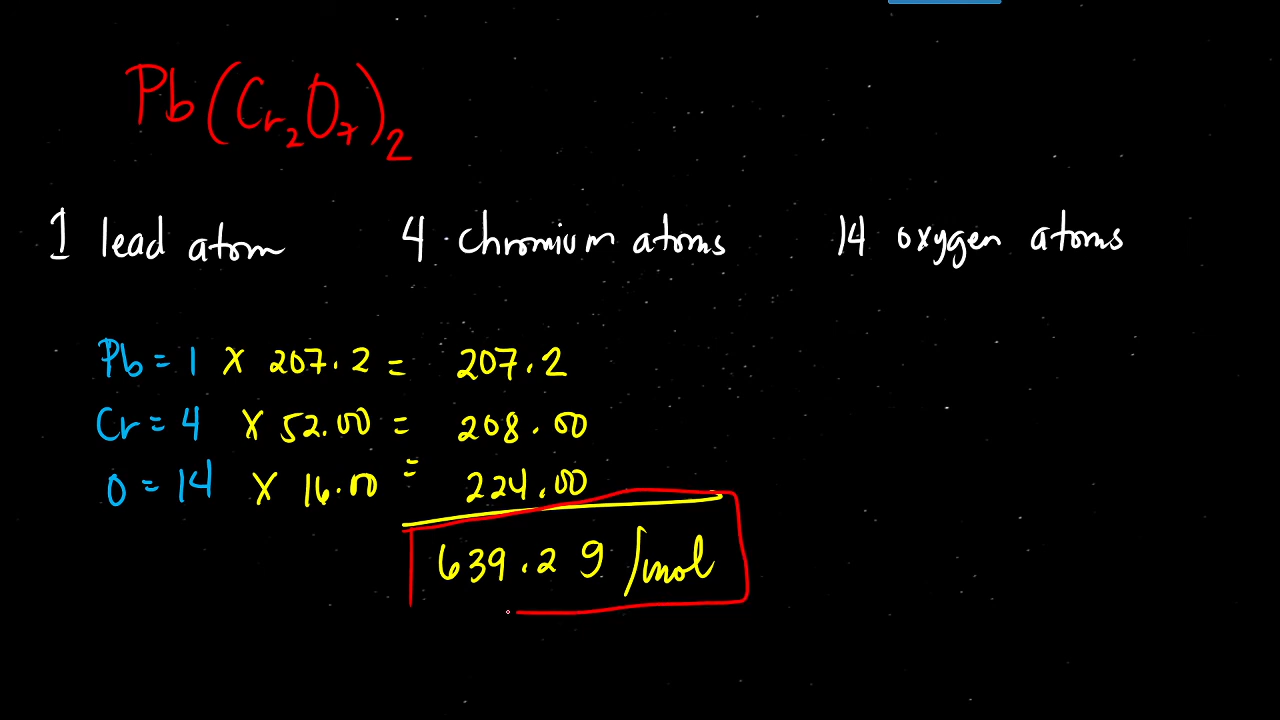 Pb(Cr₂O₇)₂
1 lead atom 4 chromium atoms 14 oxygen atoms
Pb = 1 X 207.2 = 207.2
Cr = 4 X 52.00 = 208.00
O = 14 X 16.00 = 224.00
639.2 g/mol